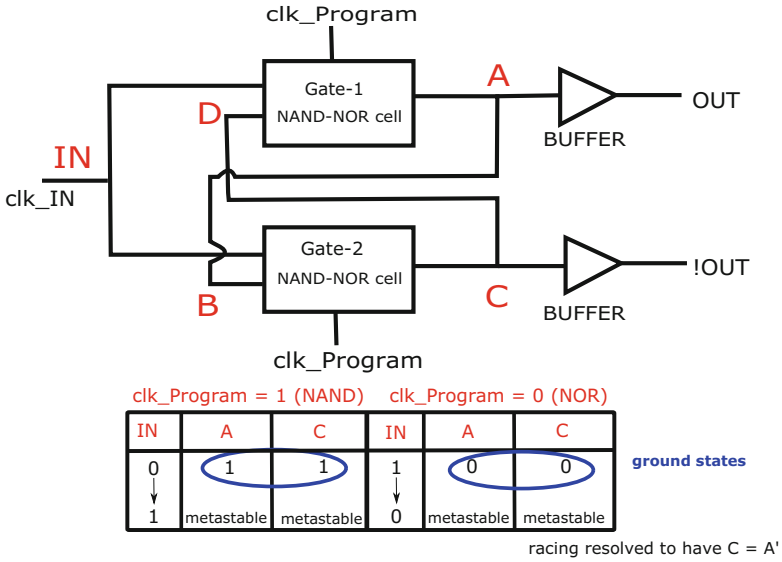 clk_Program
Gate-1
NAND-NOR cell
A
OUT
BUFFER
D
IN
clk_IN
Gate-2
NAND-NOR cell
!OUT
B
C
BUFFER
clk_Program
clk_Program = 1 (NAND) clk_Program = 0 (NOR)
IN A C IN A C
0 1 1 1 0 0 ground states
1 metastable metastable 0 metastable metastable
racing resolved to have C = A'